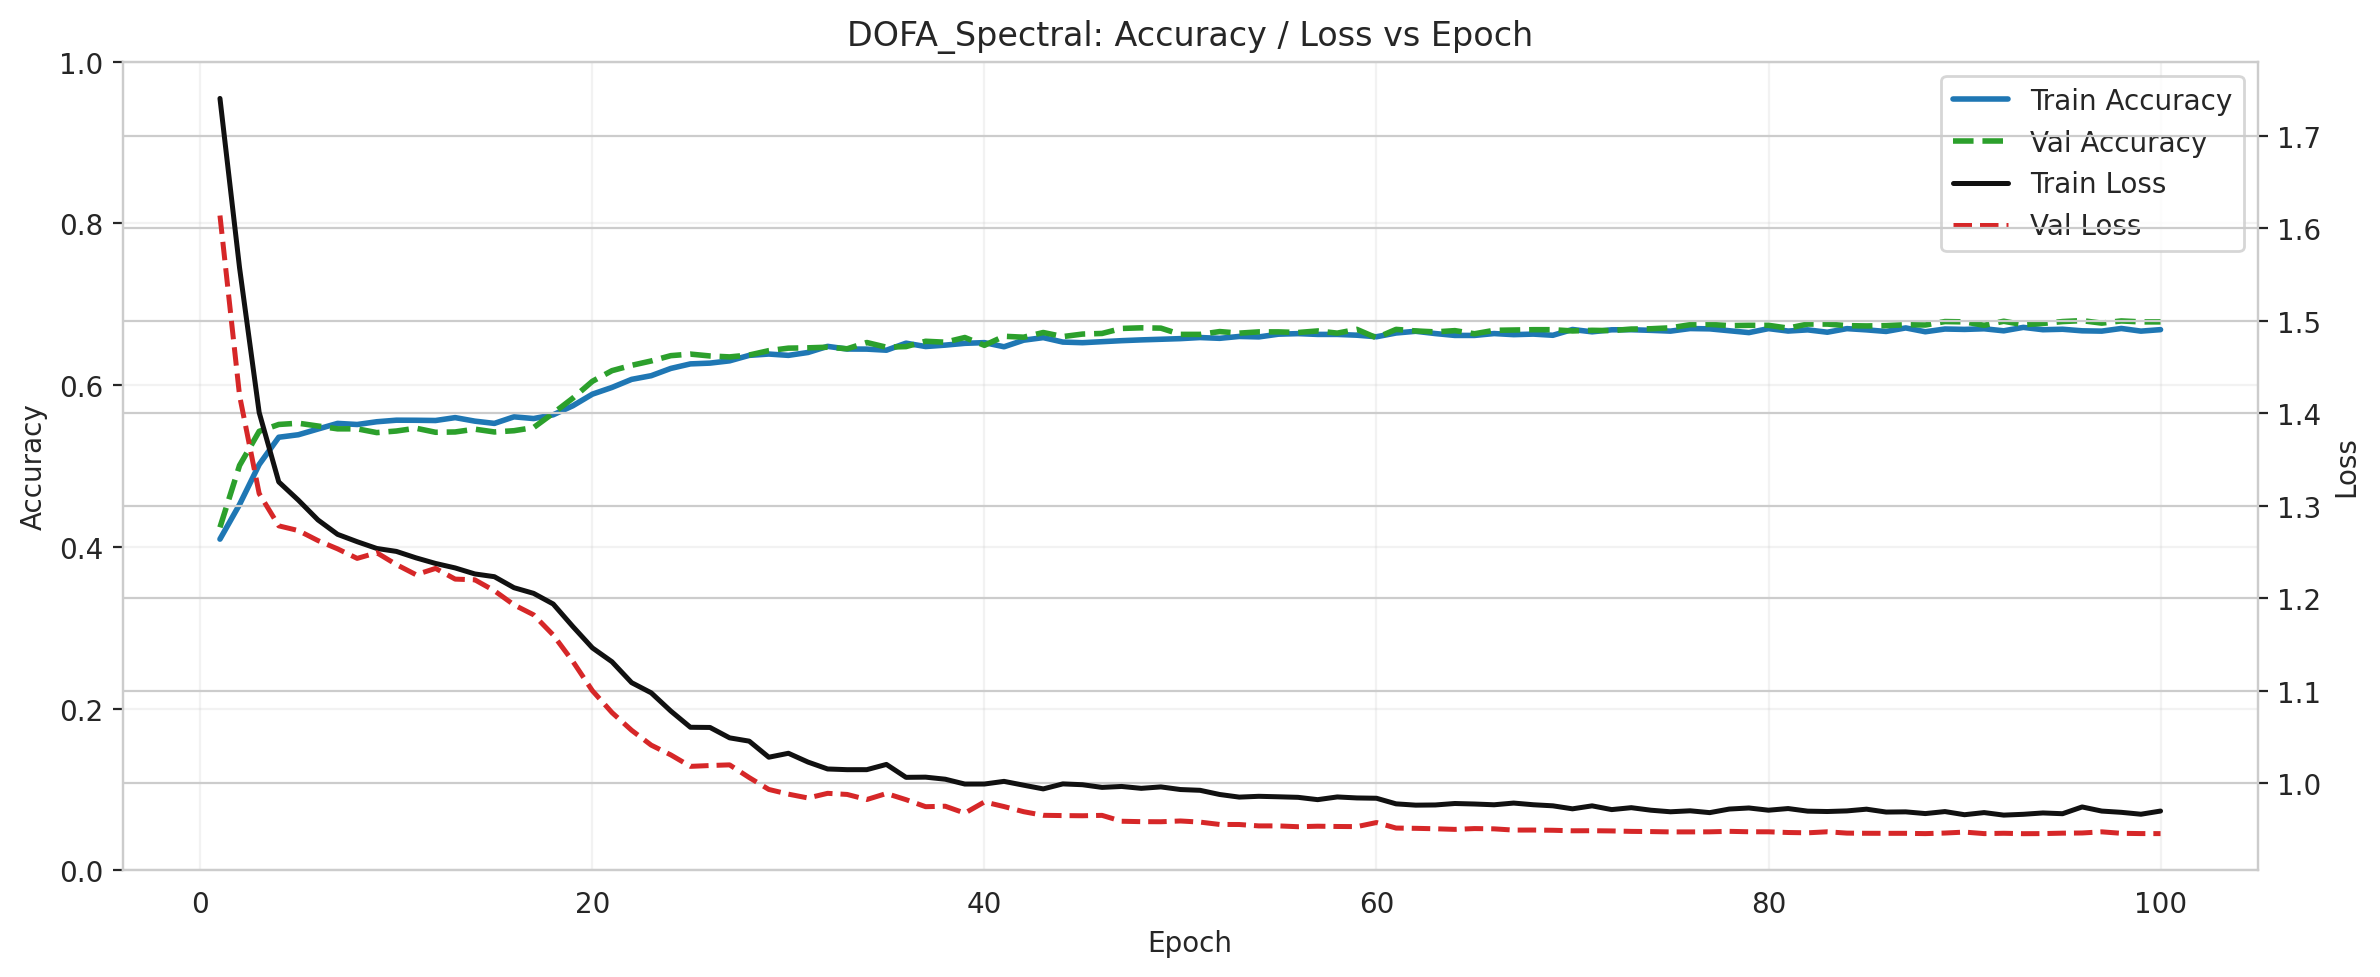 DOFA_Spectral: Accuracy / Loss vs Epoch
1.0
0.8
0.6
0.4
0.2
0.0
Accuracy
Train Accuracy
Val Accuracy
Train Loss
Val Loss
1.7
1.6
1.5
1.4
1.3
1.2
1.1
1.0
Loss
0 20 40 60 80 100
Epoch